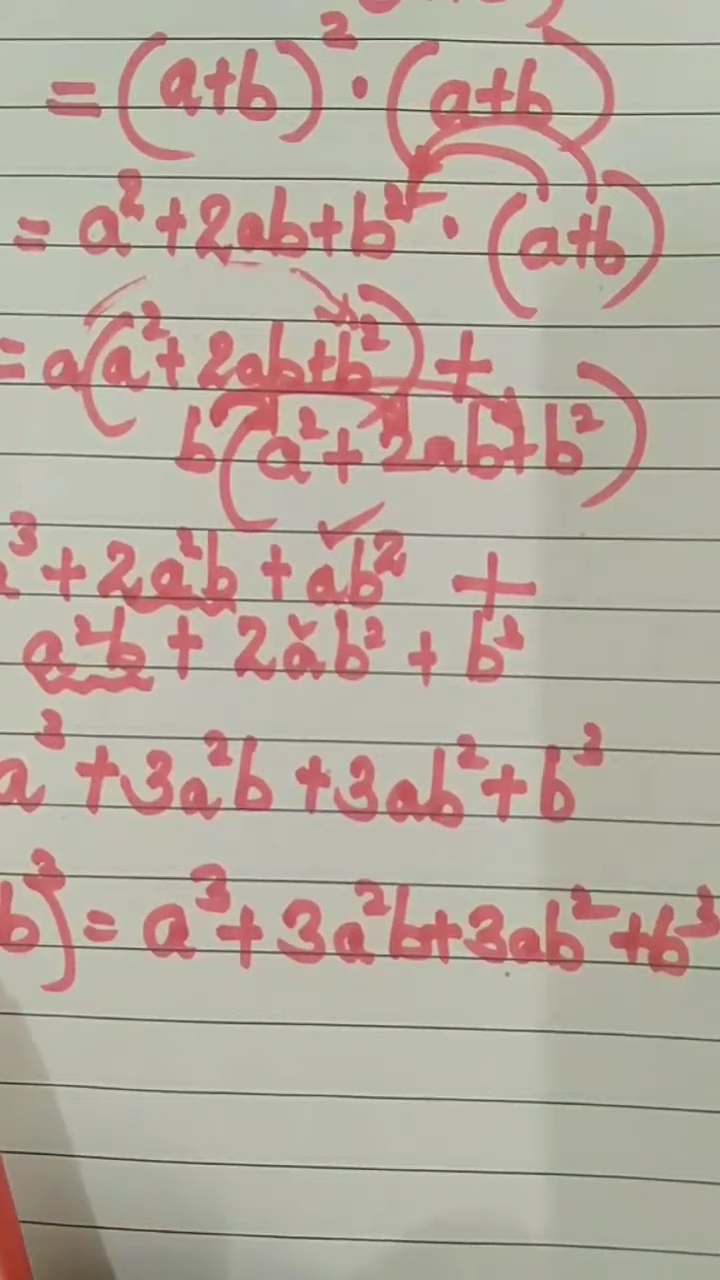 = (a+b)² · (a+b)
= a² + 2ab + b² · (a+b)
= a(a² + 2ab + b²) +
b(a² + 2ab + b²)
a³ + 2a²b + ab² +
a²b + 2ab² + b³
a³ + 3a²b + 3ab² + b³
b)³ = a³ + 3a²b + 3ab² + b³